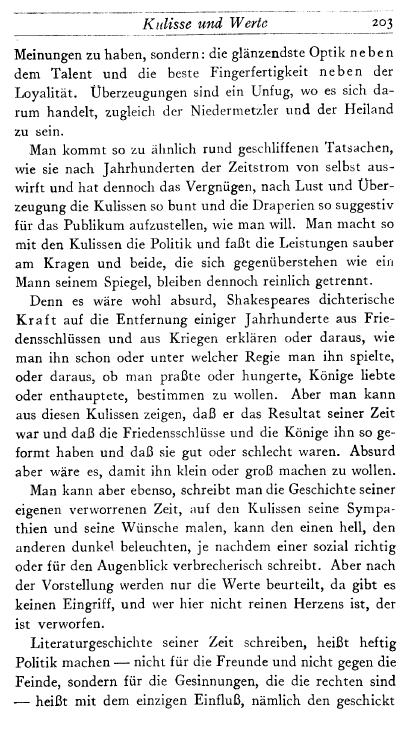 Kulisse und Werte 203
Meinungen zu haben, sondern: die glänzendste Optik neben
dem Talent und die beste Fingerfertigkeit neben der
Loyalität. Überzeugungen sind ein Unfug, wo es sich da-
rum handelt, zugleich der Niedermetzler und der Heiland
zu sein.
Man kommt so zu ähnlich rund geschliffenen Tatsachen,
wie sie nach Jahrhunderten der Zeitstrom von selbst aus-
wirft und hat dennoch das Vergnügen, nach Lust und Über-
zeugung die Kulissen so bunt und die Draperien so suggestiv
für das Publikum aufzustellen, wie man will. Man macht so
mit den Kulissen die Politik und faßt die Leistungen sauber
am Kragen und beide, die sich gegenüberstehen wie ein
Mann seinem Spiegel, bleiben dennoch reinlich getrennt.
Denn es wäre wohl absurd, Shakespeares dichterische
Kraft auf die Entfernung einiger Jahrhunderte aus Frie-
densschlüssen und aus Kriegen erklären oder daraus, wie
man ihn schon oder unter welcher Regie man ihn spielte,
oder daraus, ob man praßte oder hungerte, Könige liebte
oder enthauptete, bestimmen zu wollen. Aber man kann
aus diesen Kulissen zeigen, daß er das Resultat seiner Zeit
war und daß die Friedensschlüsse und die Könige ihn so ge-
formt haben und daß sie gut oder schlecht waren. Absurd
aber wäre es, damit ihn klein oder groß machen zu wollen.
Man kann aber ebenso, schreibt man die Geschichte seiner
eigenen verworrenen Zeit, auf den Kulissen seine Sympa-
thien und seine Wünsche malen, kann den einen hell, den
anderen dunkel beleuchten, je nachdem einer sozial richtig
oder für den Augenblick verbrecherisch schreibt. Aber nach
der Vorstellung werden nur die Werte beurteilt, da gibt es
keinen Eingriff, und wer hier nicht reinen Herzens ist, der
ist verworfen.
Literaturgeschichte seiner Zeit schreiben, heißt heftig
Politik machen — nicht für die Freunde und nicht gegen die
Feinde, sondern für die Gesinnungen, die die rechten sind
— heißt mit dem einzigen Einfluß, nämlich den geschickt